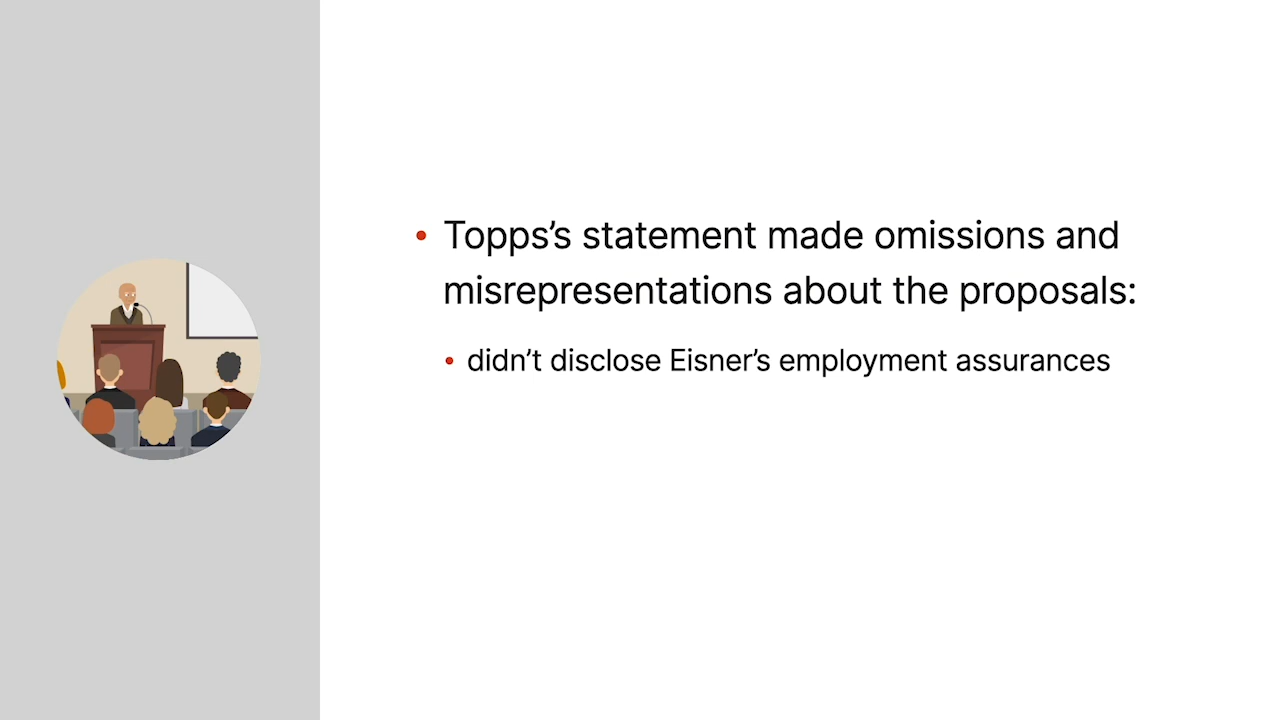 • Topps’s statement made omissions and
misrepresentations about the proposals:
• didn’t disclose Eisner’s employment assurances